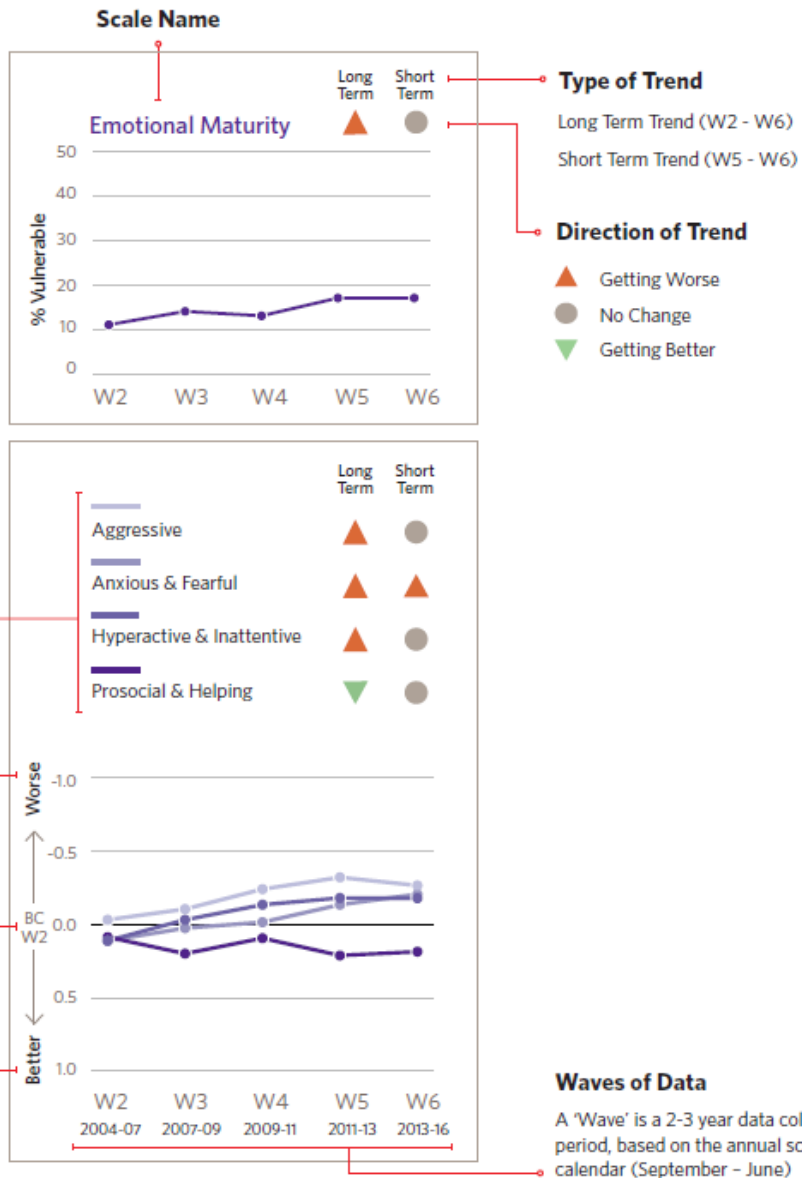 Scale Name
Long Term
Short Term
Emotional Maturity
50
40
30
20
10
0
% Vulnerable
W2 W3 W4 W5 W6
Type of Trend
Long Term Trend (W2 - W6)
Short Term Trend (W5 - W6)
Direction of Trend
Getting Worse
No Change
Getting Better
Long Term
Short Term
Aggressive
Anxious & Fearful
Hyperactive & Inattentive
Prosocial & Helping
Worse
-1.0
-0.5
BC
W2
0.0
0.5
1.0
Better
W2 W3 W4 W5 W6
2004-07 2007-09 2009-11 2011-13 2013-16
Waves of Data
A 'Wave' is a 2-3 year data col
period, based on the annual sc
calendar (September – June)